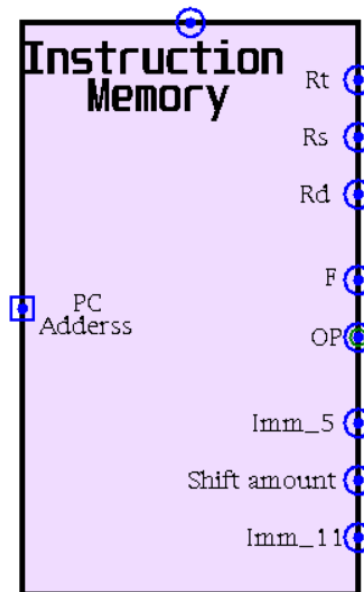 Instruction
Memory
Rt
Rs
Rd
F
PC
Adderss
OP
Imm_5
Shift amount
Imm_11